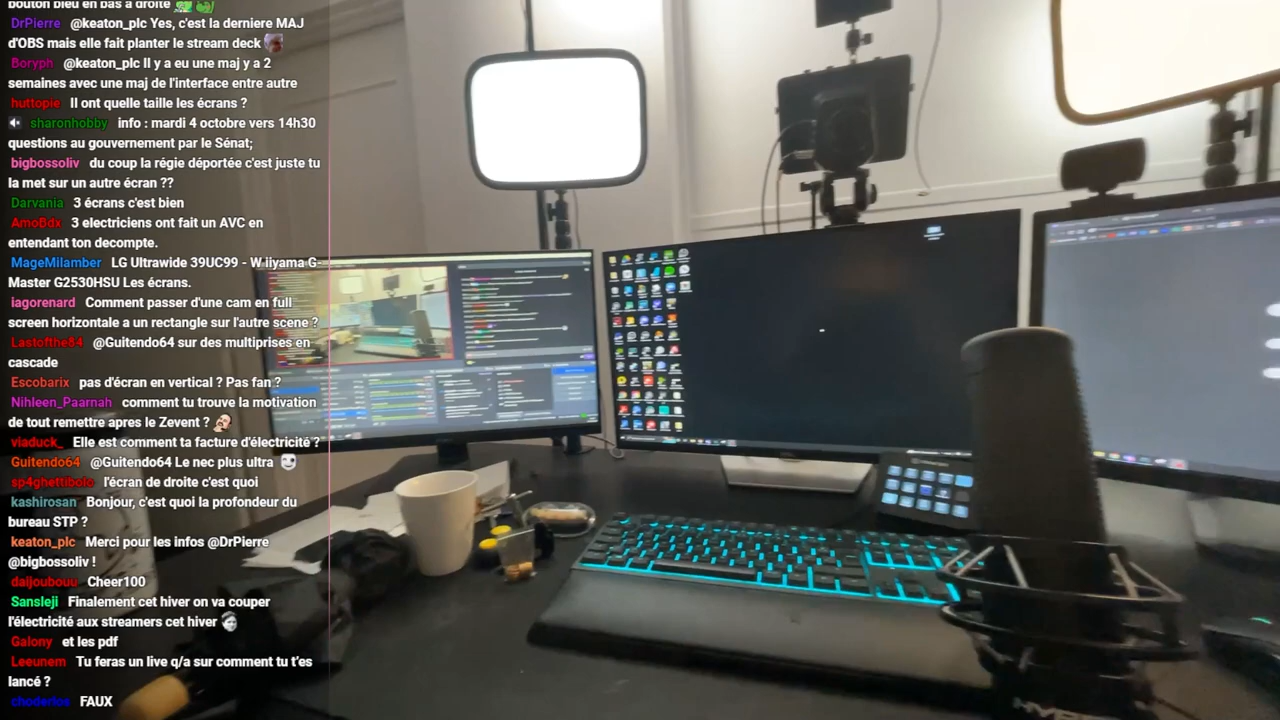 bouton bleu en bas à droite
DrPierre @keaton_plc Yes, c'est la derniere MAJ
d'OBS mais elle fait planter le stream deck
Boryph @keaton_plc Il y a eu une maj y a 2
semaines avec une maj de l'interface entre autre
huttopie Il ont quelle taille les écrans ?
sharonhobby info : mardi 4 octobre vers 14h30
questions au gouvernement par le Sénat;
bigbossoliv du coup la régie déportée c'est juste tu
la met sur un autre écran ??
Darvania 3 écrans c'est bien
AmoBdx 3 electriciens ont fait un AVC en
entendant ton decompte.
MageMilamber LG Ultrawide 39UC99 - W iiyama G-
Master G2530HSU Les écrans.
iagorenard Comment passer d'une cam en full
screen horizontale a un rectangle sur l'autre scene ?
Lastofthe84 @Guitendo64 sur des multiprises en
cascade
Escobarix pas d'écran en vertical ? Pas fan ?
Nihleen_Paarnah comment tu trouve la motivation
de tout remettre apres le Zevent ?
viaduck_ Elle est comment ta facture d'électricité ?
Guitendo64 @Guitendo64 Le nec plus ultra
sp4ghettibolo l'écran de droite c'est quoi
kashirosan Bonjour, c'est quoi la profondeur du
bureau STP ?
keaton_plc Merci pour les infos @DrPierre
@bigbossoliv !
daijoubouu Cheer100
Sansleji Finalement cet hiver on va couper
l'électricité aux streamers cet hiver
Galony et les pdf
Leeunem Tu feras un live q/a sur comment tu t'es
lancé ?
choderlos FAUX